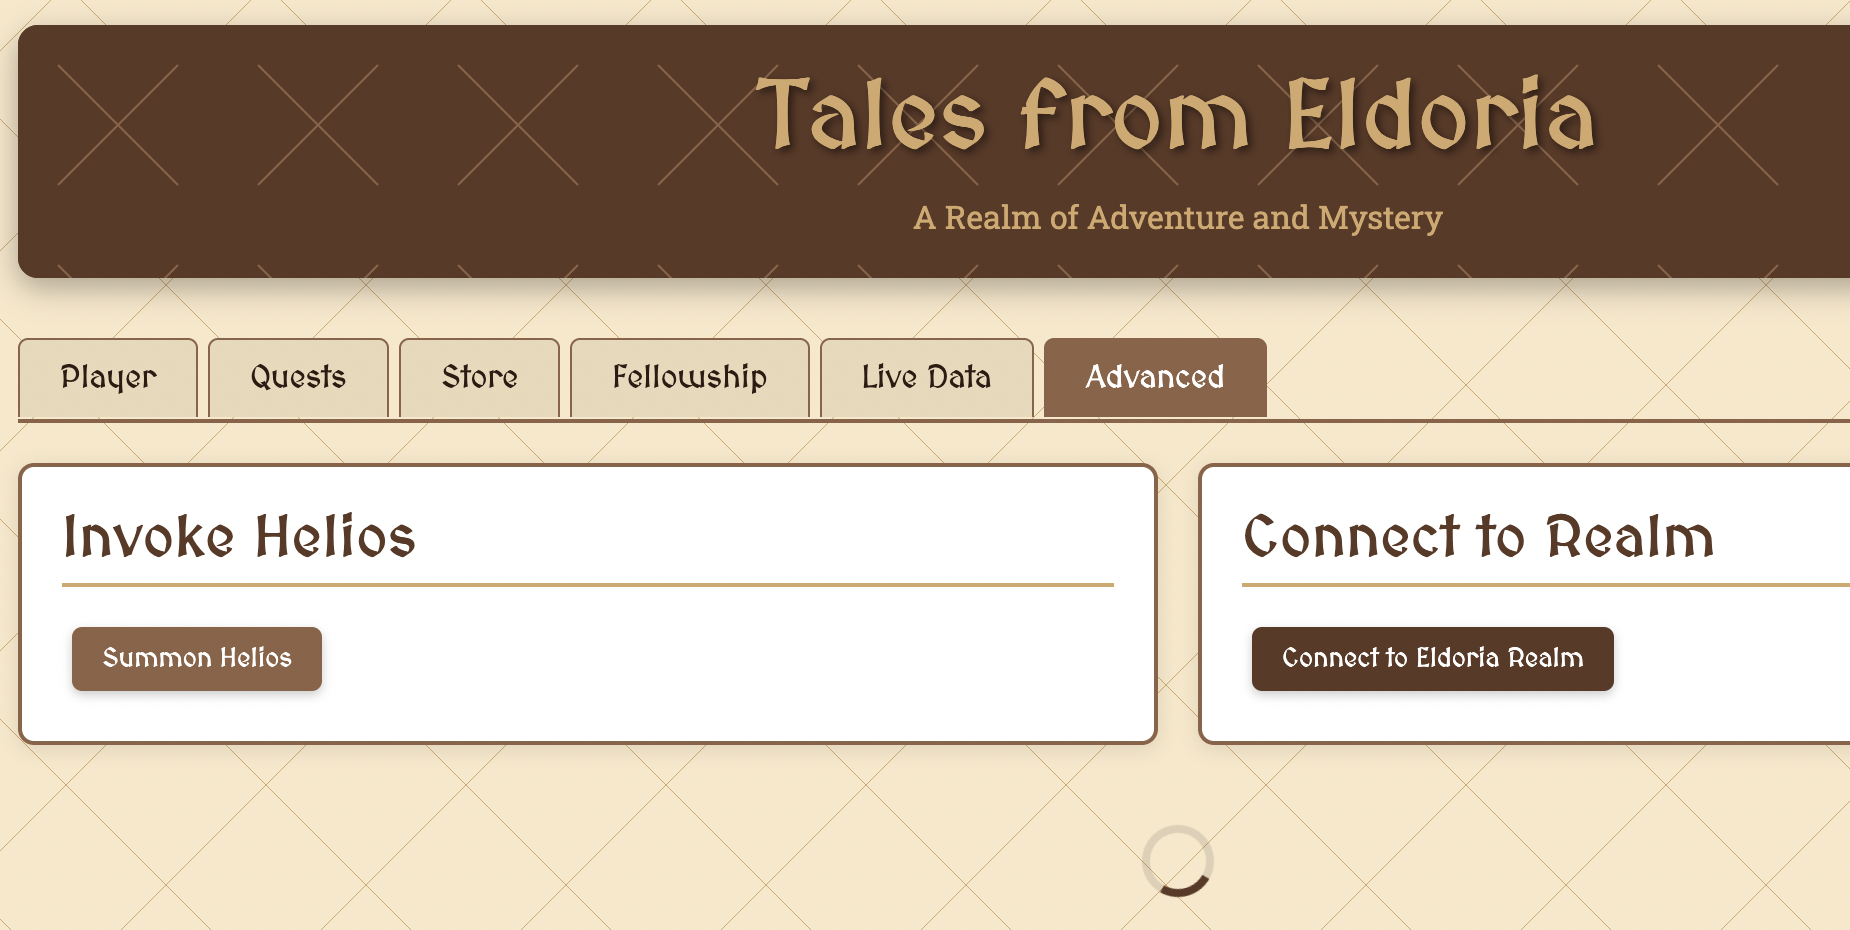 Tales from Eldoria
A Realm of Adventure and Mystery
Player
Quests
Store
Fellowship
Live Data
Advanced
Invoke Helios
Summon Helios
Connect to Realm
Connect to Eldoria Realm